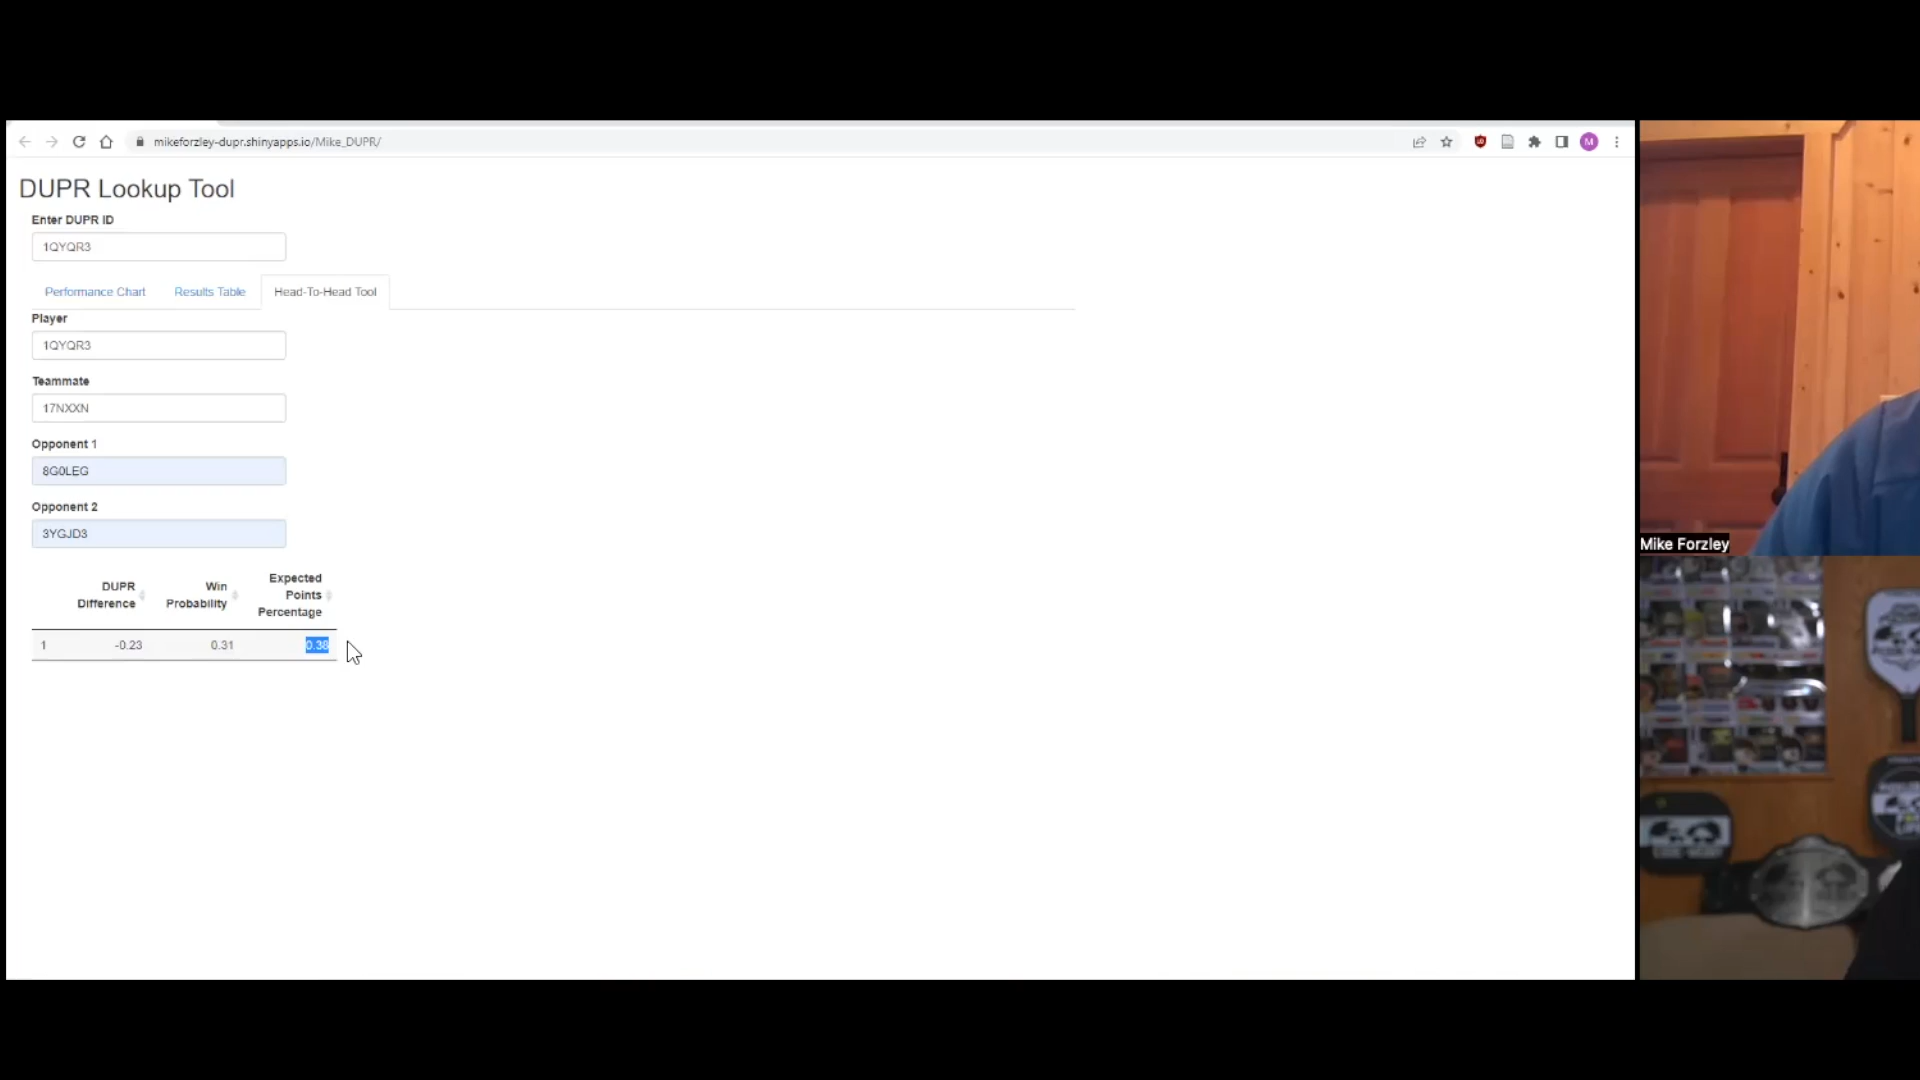 mikeforzley-dupr.shinyapps.io/Mike_DUPR/
M
DUPR Lookup Tool
Enter DUPR ID
1QYQR3
Performance Chart
Results Table
Head-To-Head Tool
Player
1QYQR3
Teammate
17NXXN
Opponent 1
8G0LEG
Opponent 2
3YGJD3
DUPR
Difference
Win
Probability
Expected
Points
Percentage
1 -0.23 0.31 0.38
Mike Forzley